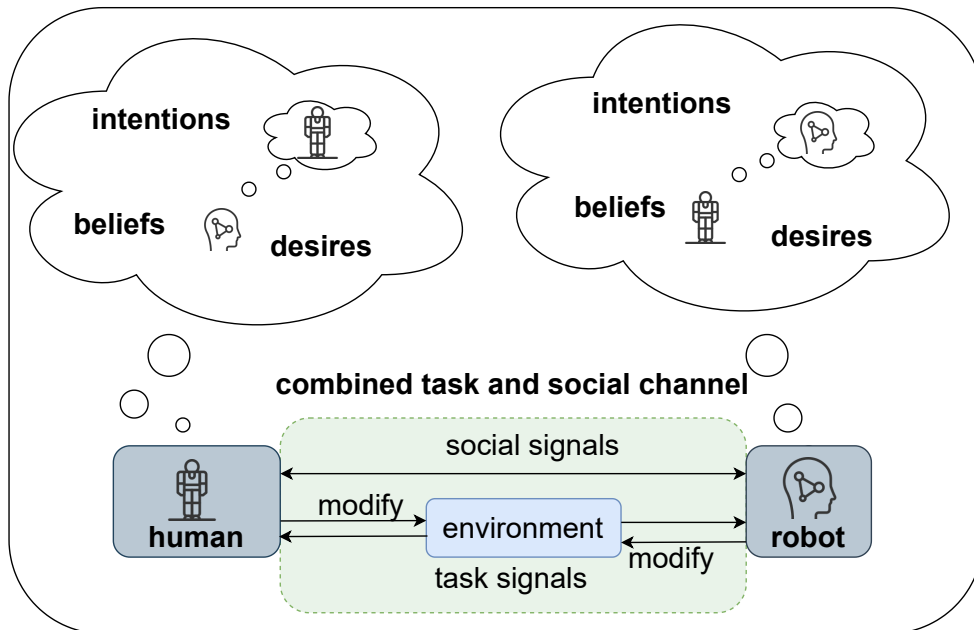 intentions
beliefs
desires
intentions
beliefs
desires
combined task and social channel
social signals
modify
environment
human
robot
modify
task signals